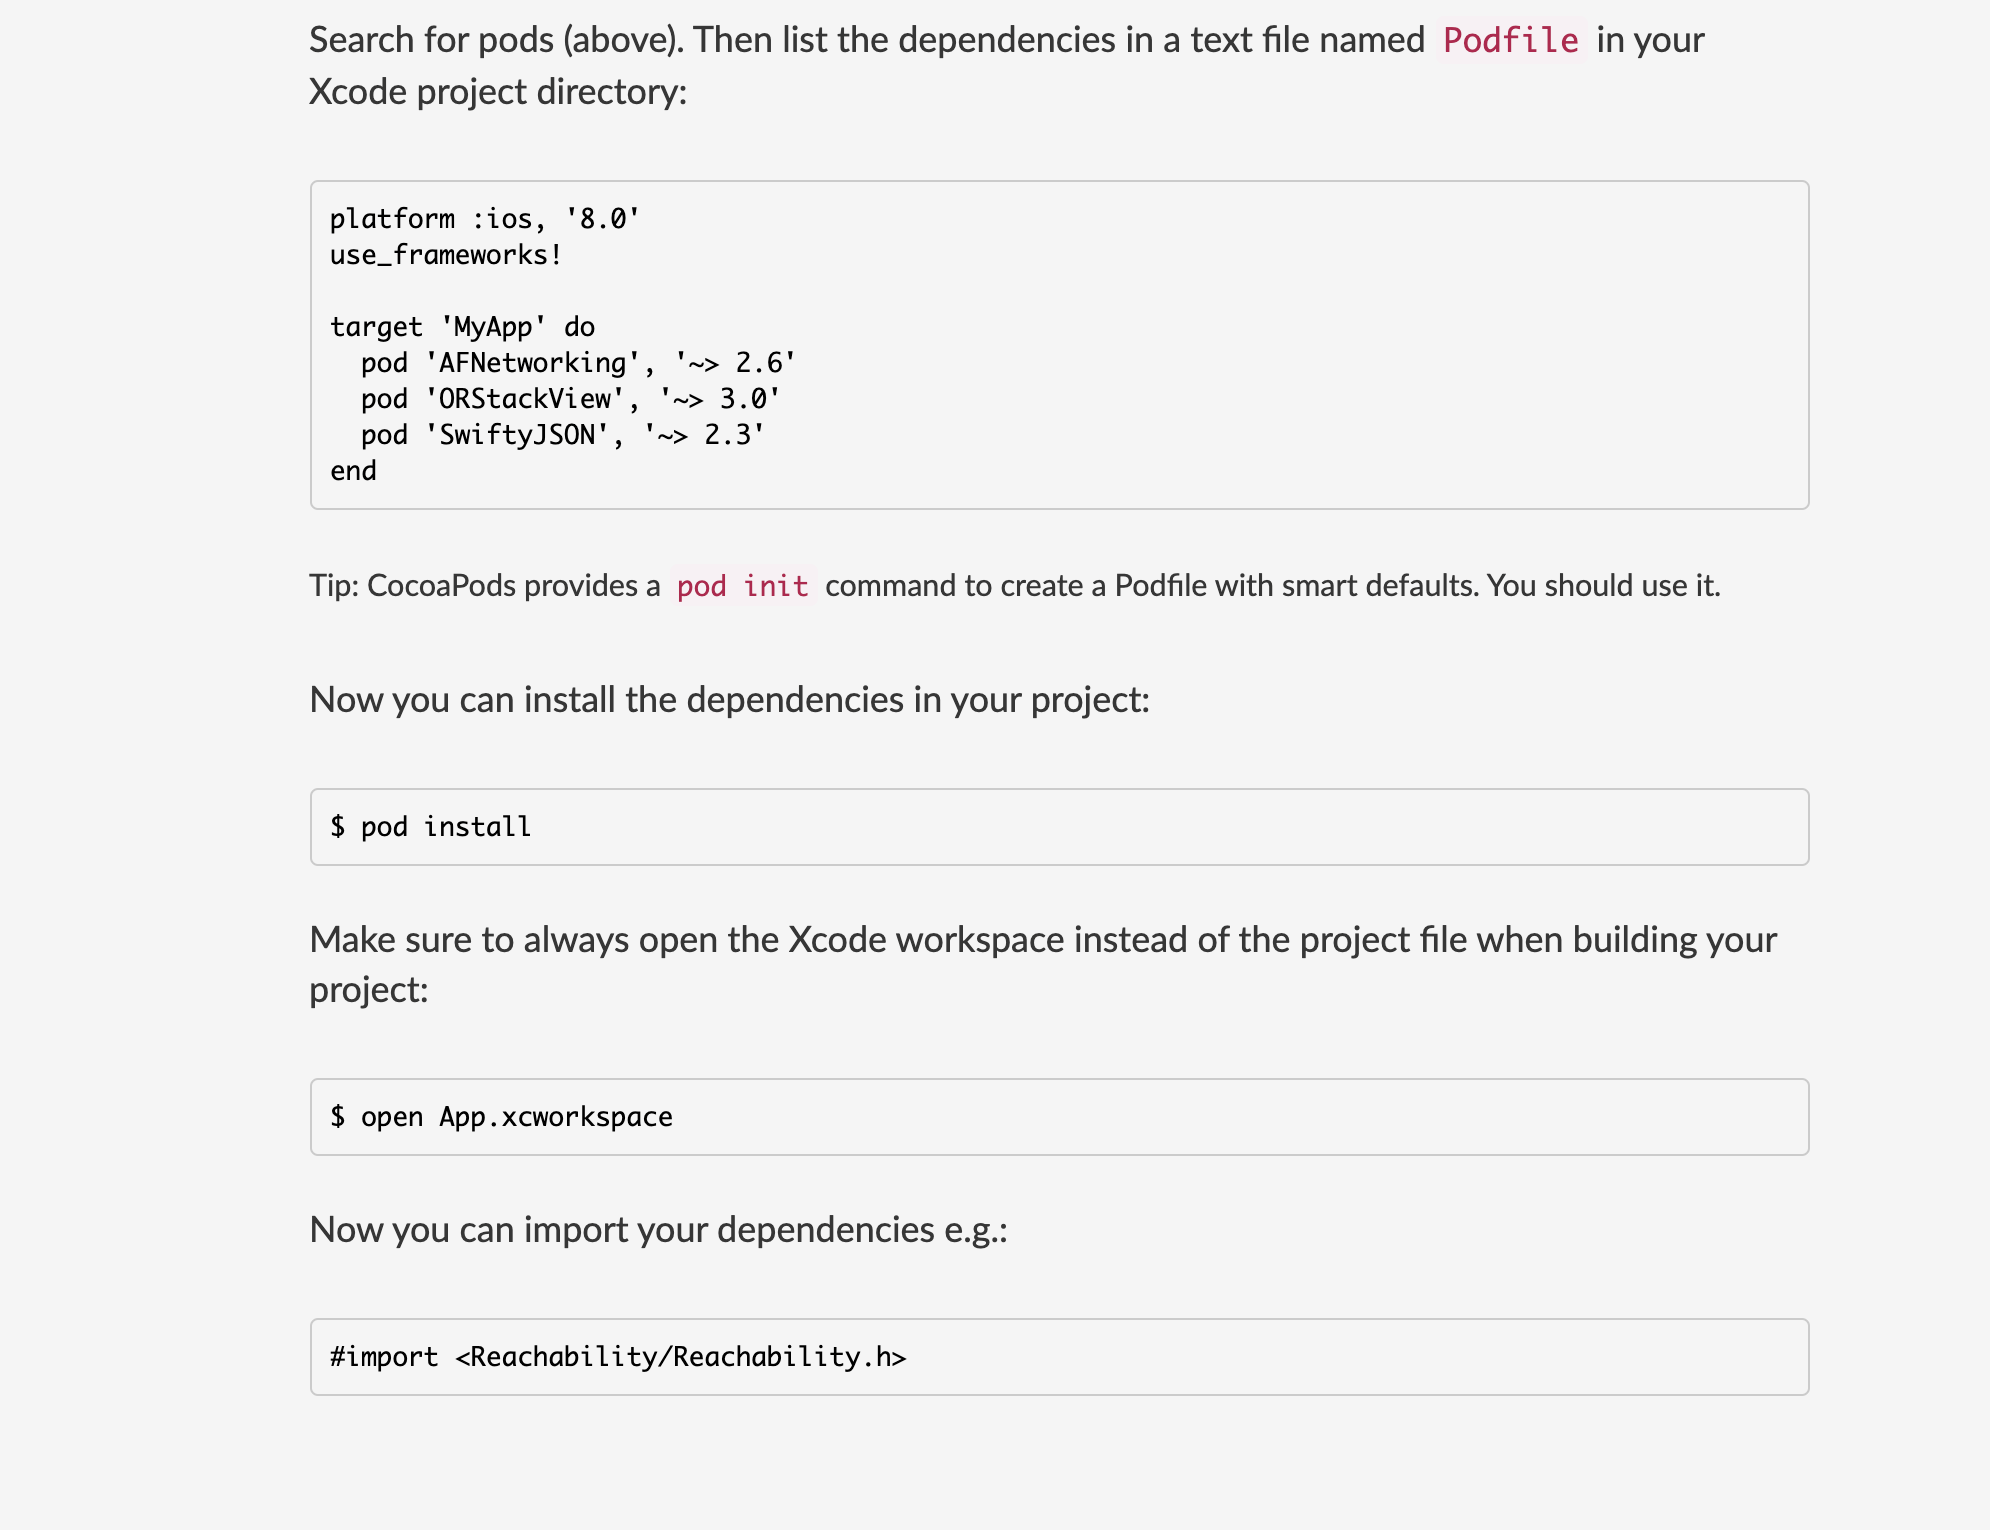 Search for pods (above). Then list the dependencies in a text file named Podfile in your
Xcode project directory:
platform :ios, '8.0'
use_frameworks!
target 'MyApp' do
  pod 'AFNetworking', '~> 2.6'
  pod 'ORStackView', '~> 3.0'
  pod 'SwiftyJSON', '~> 2.3'
end
Tip: CocoaPods provides a pod init command to create a Podfile with smart defaults. You should use it.
Now you can install the dependencies in your project:
$ pod install
Make sure to always open the Xcode workspace instead of the project file when building your
project:
$ open App.xcworkspace
Now you can import your dependencies e.g.:
#import <Reachability/Reachability.h>